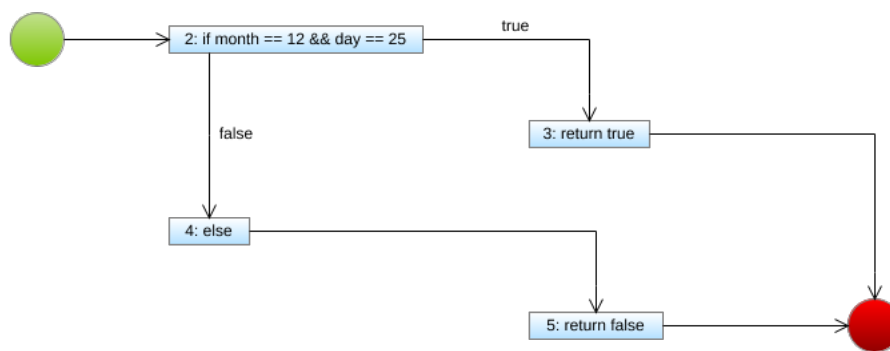 2: if month == 12 && day == 25
true
false
3: return true
4: else
5: return false